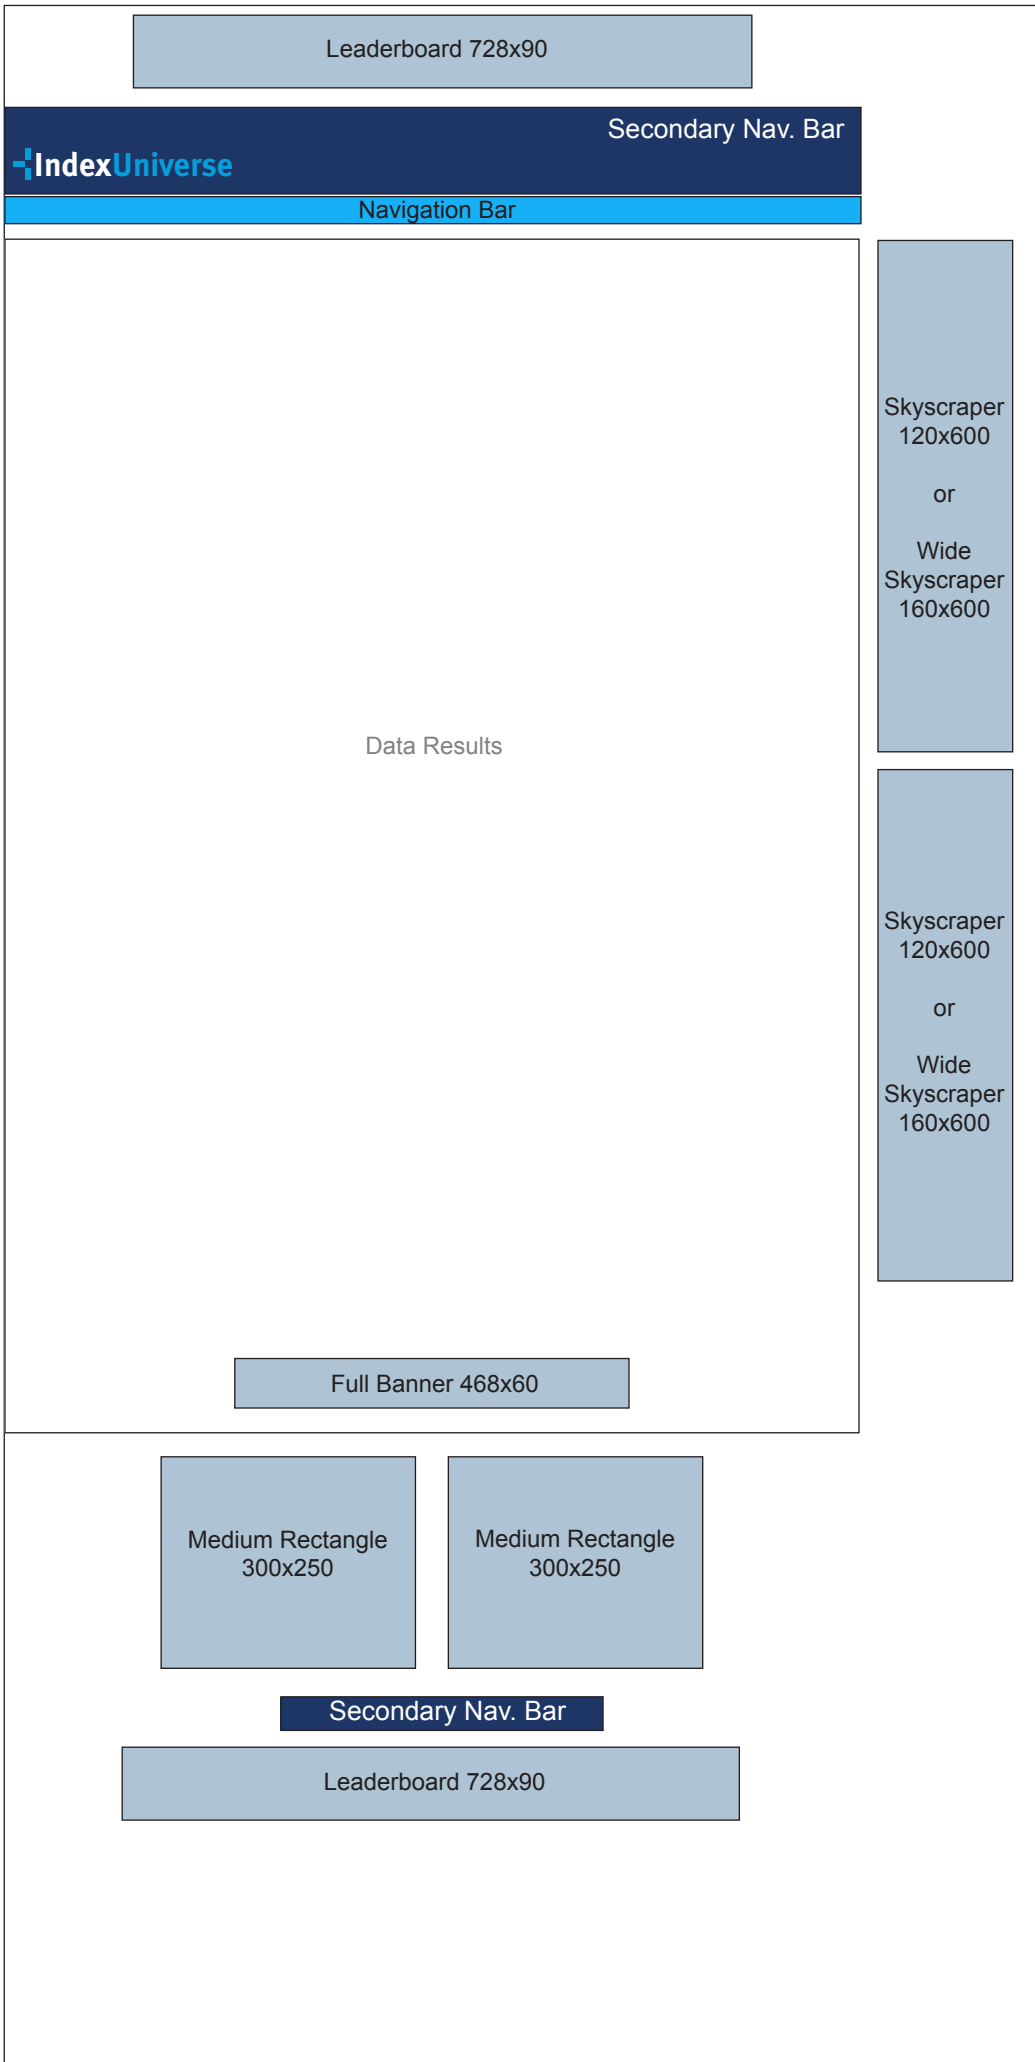 Leaderboard 728x90
Secondary Nav. Bar
IndexUniverse
Navigation Bar
Skyscraper
120x600
or
Wide
Skyscraper
160x600
Data Results
Skyscraper
120x600
or
Wide
Skyscraper
160x600
Full Banner 468x60
Medium Rectangle
300x250
Medium Rectangle
300x250
Secondary Nav. Bar
Leaderboard 728x90